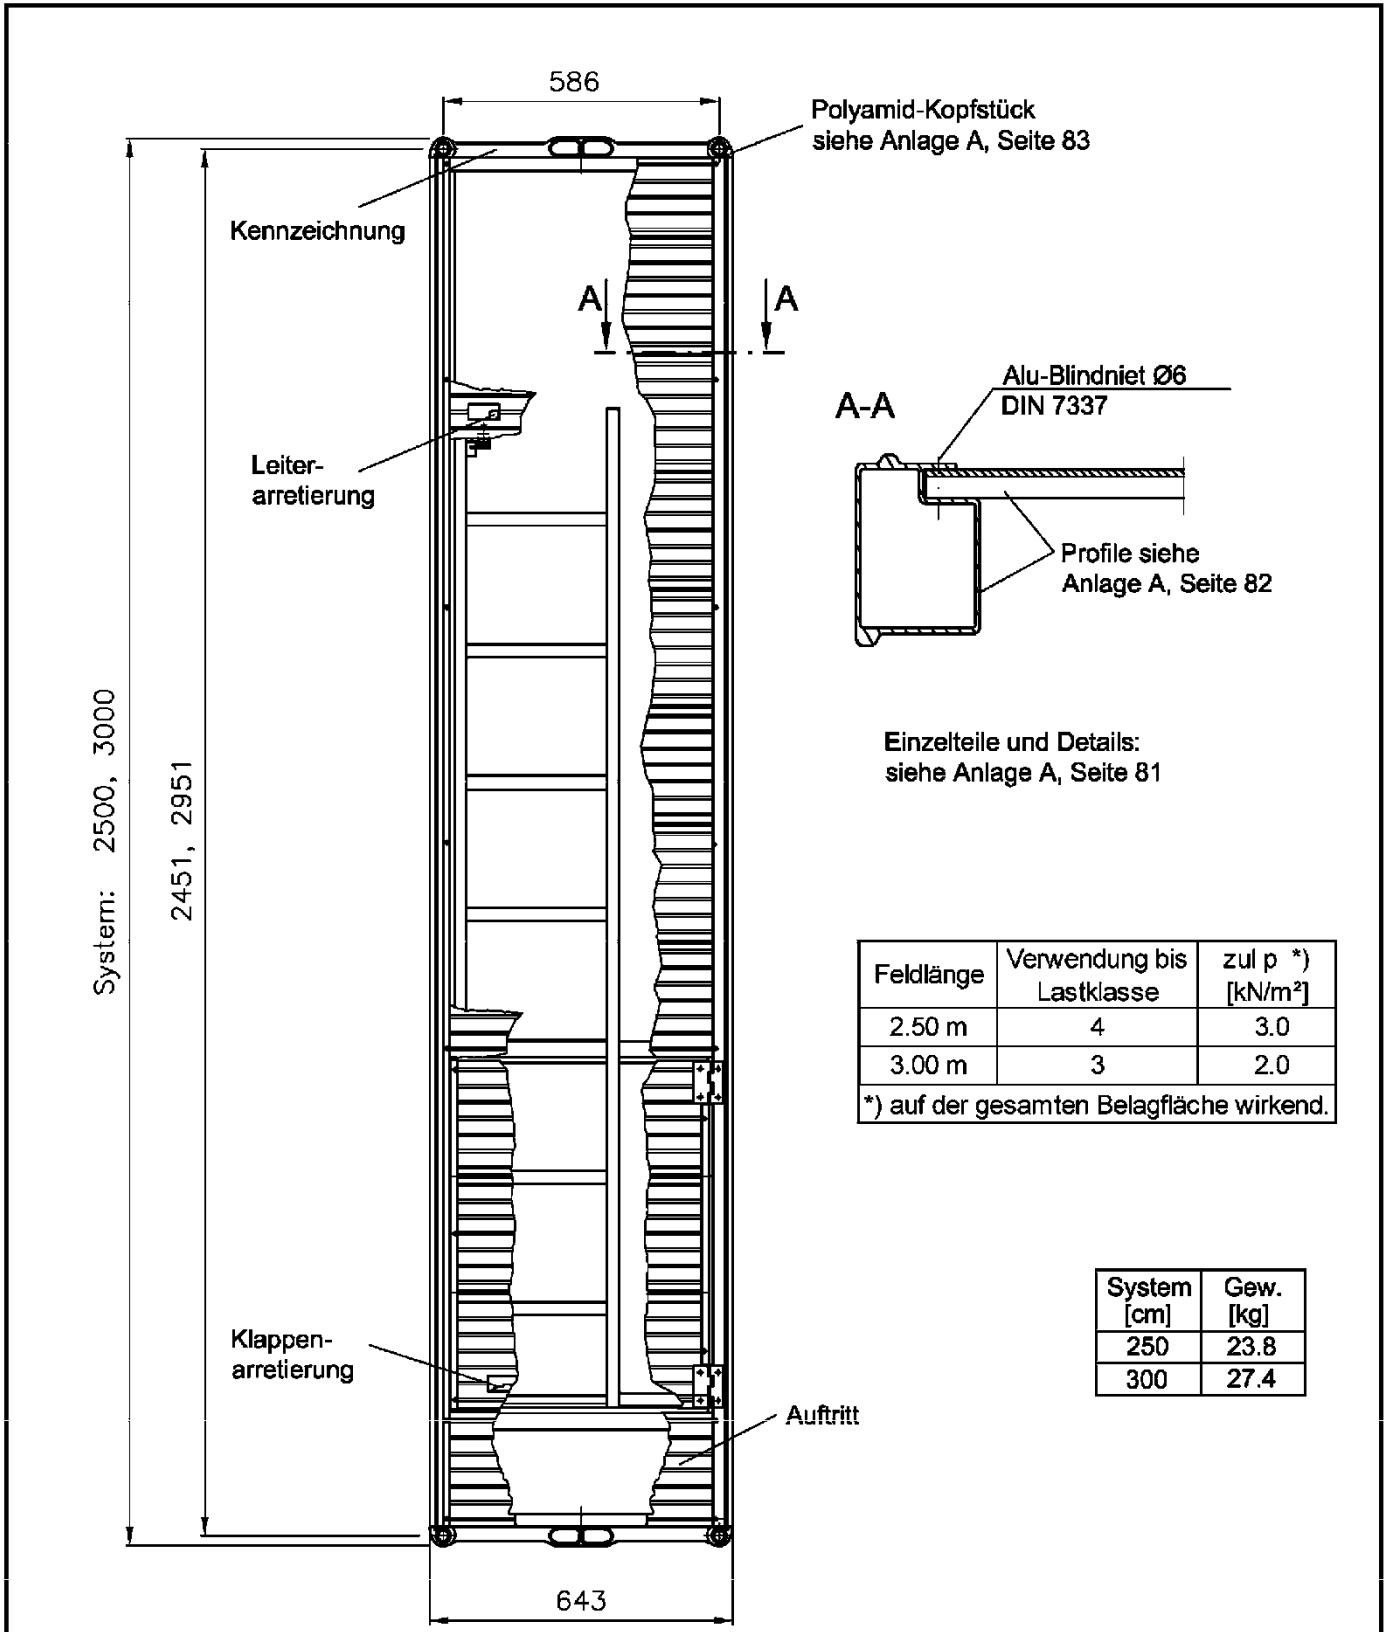 586
Polyamid-Kopfstück
siehe Anlage A, Seite 83
Kennzeichnung
A
A
Alu-Blindniet Ø6
DIN 7337
A-A
Leiter-
arretierung
Profile siehe
Anlage A, Seite 82
System: 2500, 3000
2451, 2951
Einzelteile und Details:
siehe Anlage A, Seite 81
Feldlänge
Verwendung bis
Lastklasse
zul p *)
[kN/m²]
2.50 m 4 3.0
3.00 m 3 2.0
*) auf der gesamten Belagfläche wirkend.
System
[cm]
Gew.
[kg]
250 23.8
300 27.4
Klappen-
arretierung
Auftritt
643